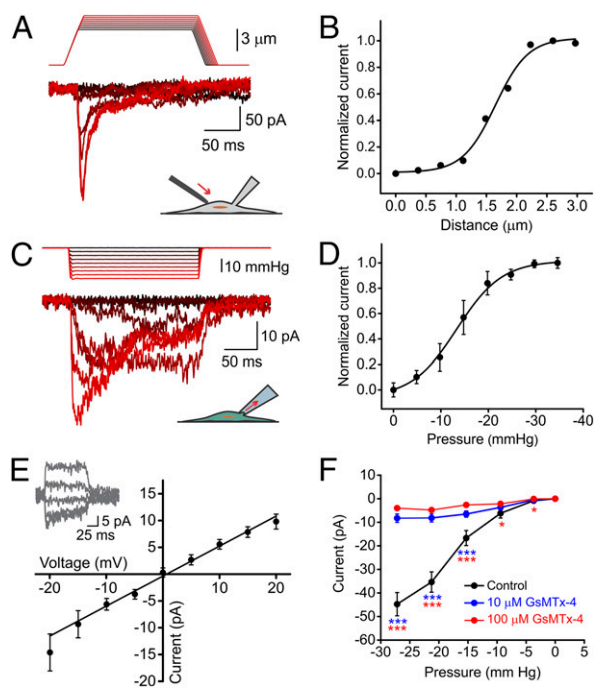 A
3 μm
50 pA
50 ms
B
Normalized current
1.0
0.8
0.6
0.4
0.2
0.0
0.0 0.5 1.0 1.5 2.0 2.5 3.0
Distance (μm)
C
10 mmHg
10 pA
50 ms
D
Normalized current
1.0
0.8
0.6
0.4
0.2
0.0
0 -10 -20 -30 -40
Pressure (mmHg)
E
5 pA
25 ms
Voltage (mV)
Current (pA)
15
10
5
-5
-10
-15
-20
-20 -10 10 20
F
Current (pA)
10
0
-10
-20
-30
-40
-50
-30 -25 -20 -15 -10 -5 0 5
Pressure (mm Hg)
Control
10 μM GsMTx-4
100 μM GsMTx-4
*** *** *** * *
*** *** ***